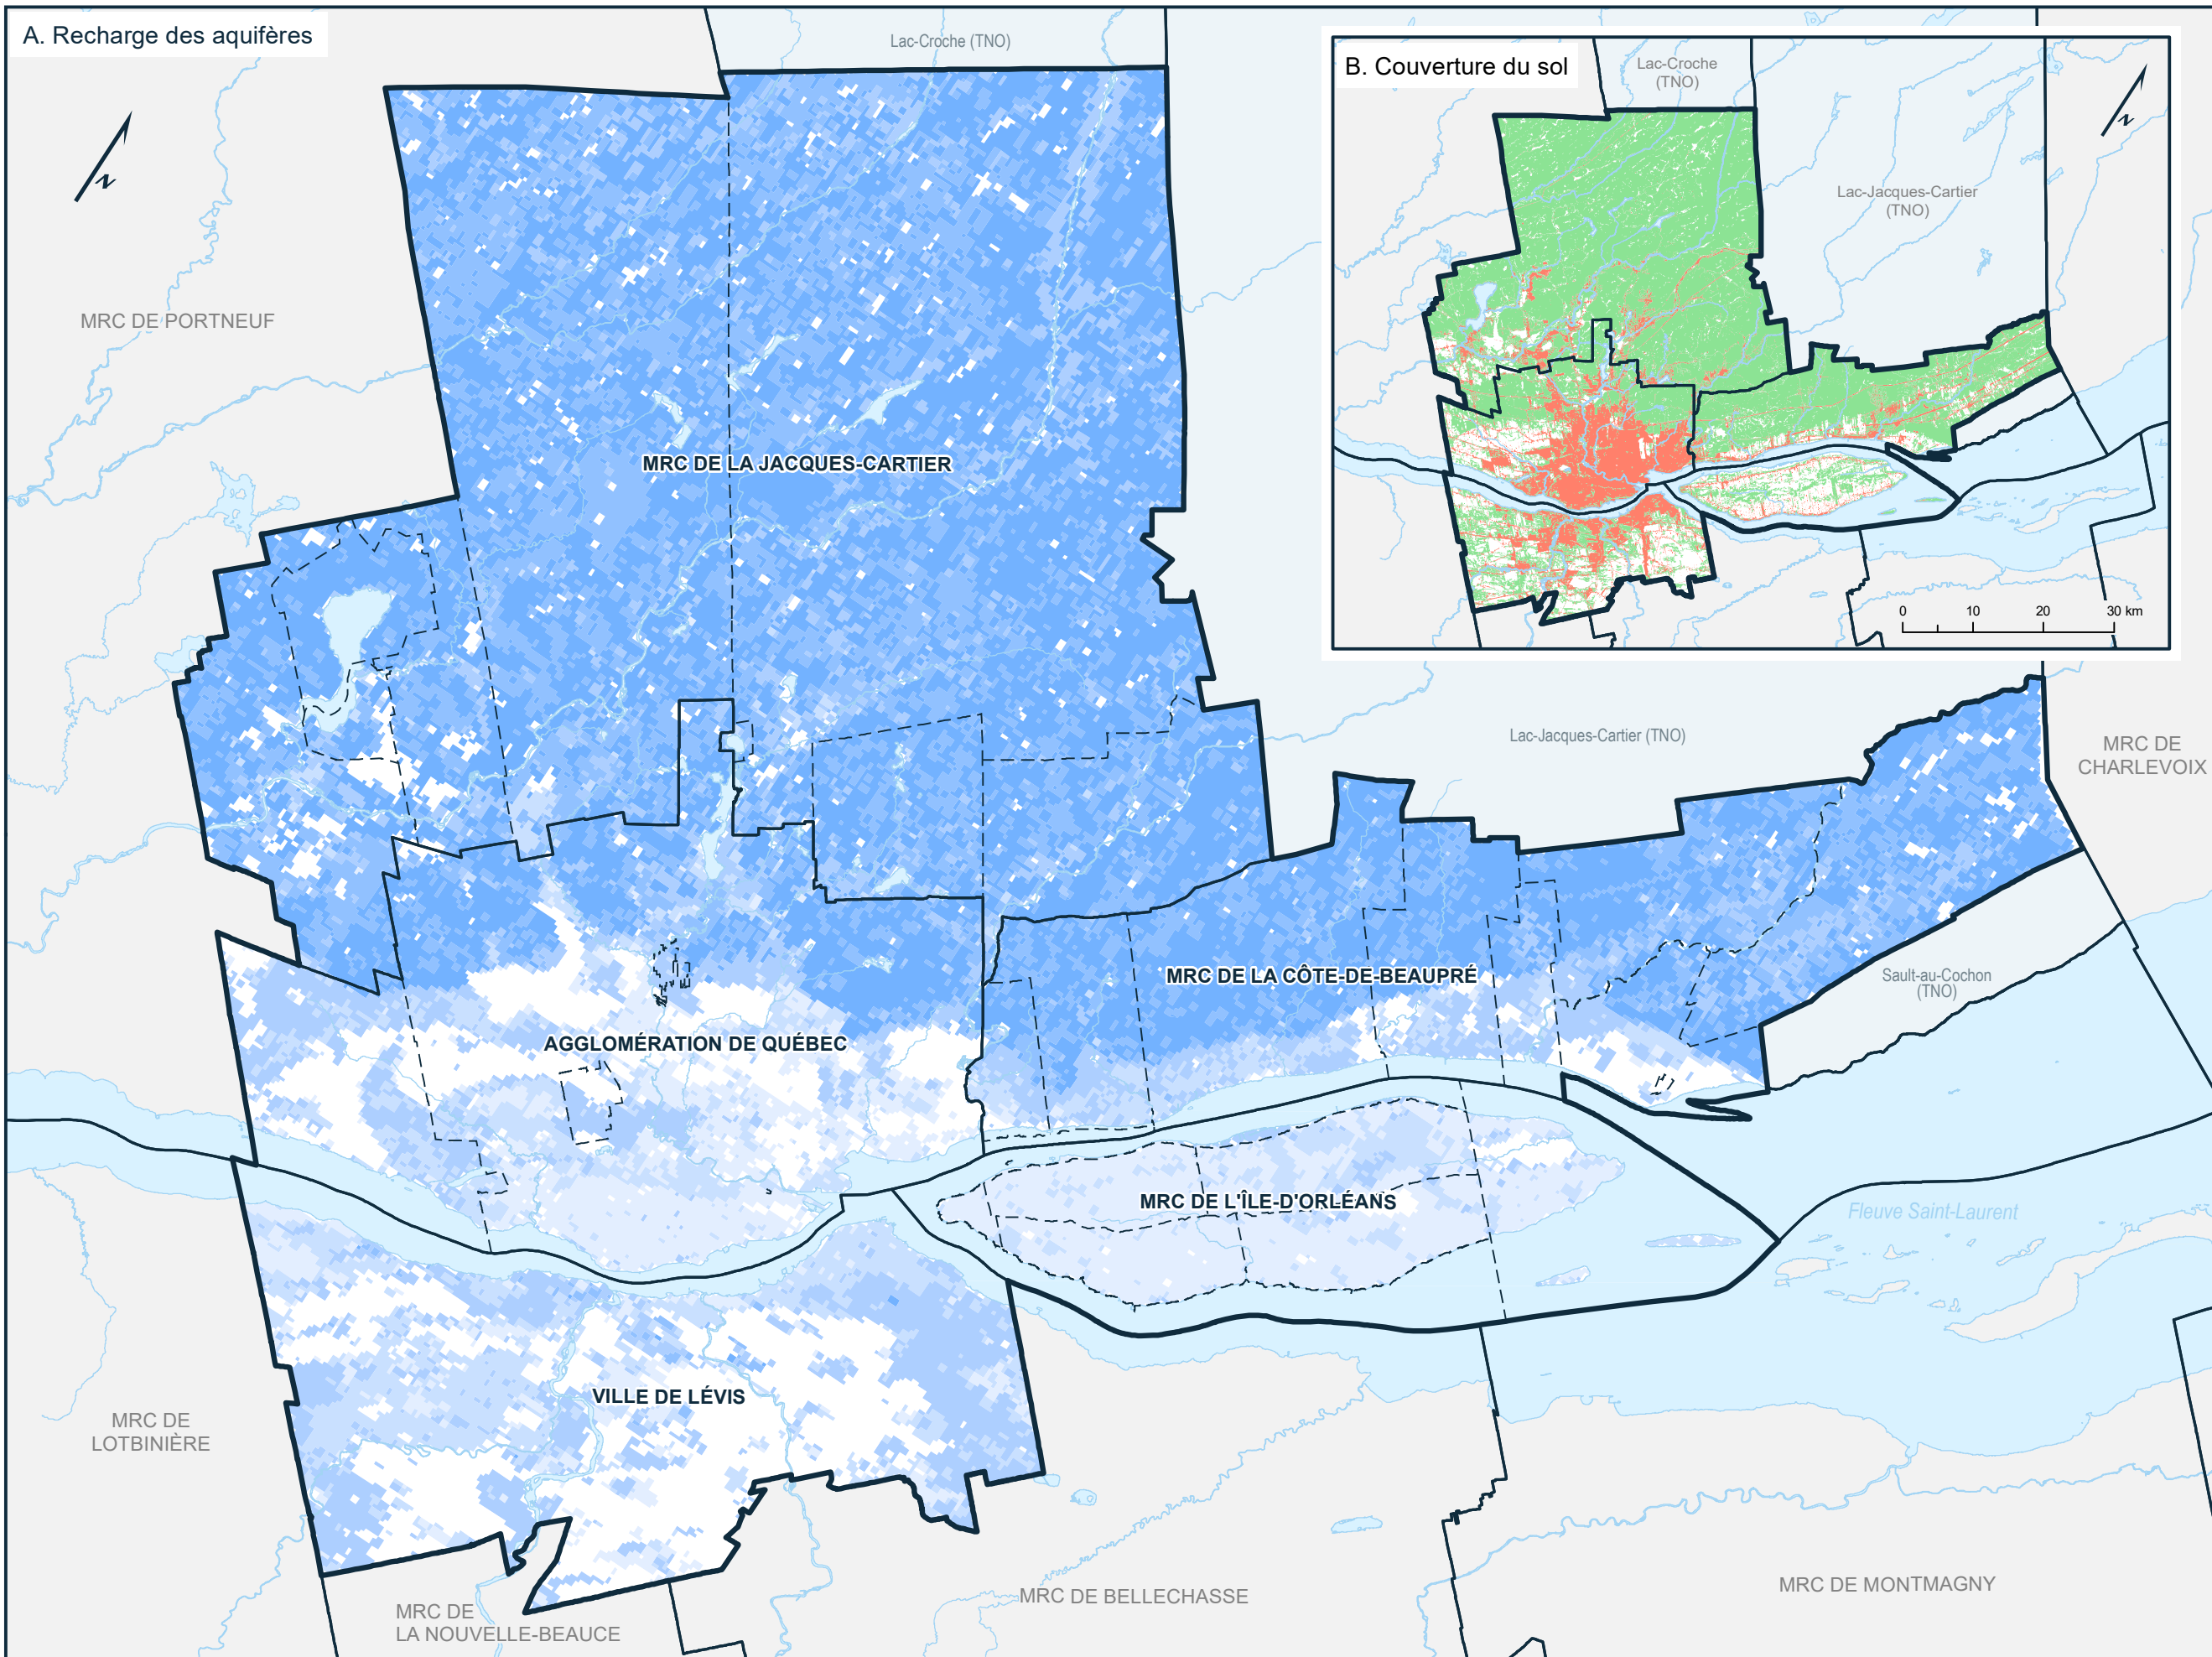 A. Recharge des aquifères
Lac-Croche (TNO)
N
MRC DE PORTNEUF
MRC DE LA JACQUES-CARTIER
B. Couverture du sol
Lac-Croche
(TNO)
N
Lac-Jacques-Cartier
(TNO)
0 10 20 30 km
Lac-Jacques-Cartier (TNO)
MRC DE
CHARLEVOIX
MRC DE LA CÔTE-DE-BEAUPRÉ
Sault-au-Cochon
(TNO)
AGGLOMÉRATION DE QUÉBEC
MRC DE L'ÎLE-D'ORLÉANS
Fleuve Saint-Laurent
VILLE DE LÉVIS
MRC DE
LOTBINIÈRE
MRC DE
LA NOUVELLE-BEAUCE
MRC DE BELLECHASSE
MRC DE MONTMAGNY